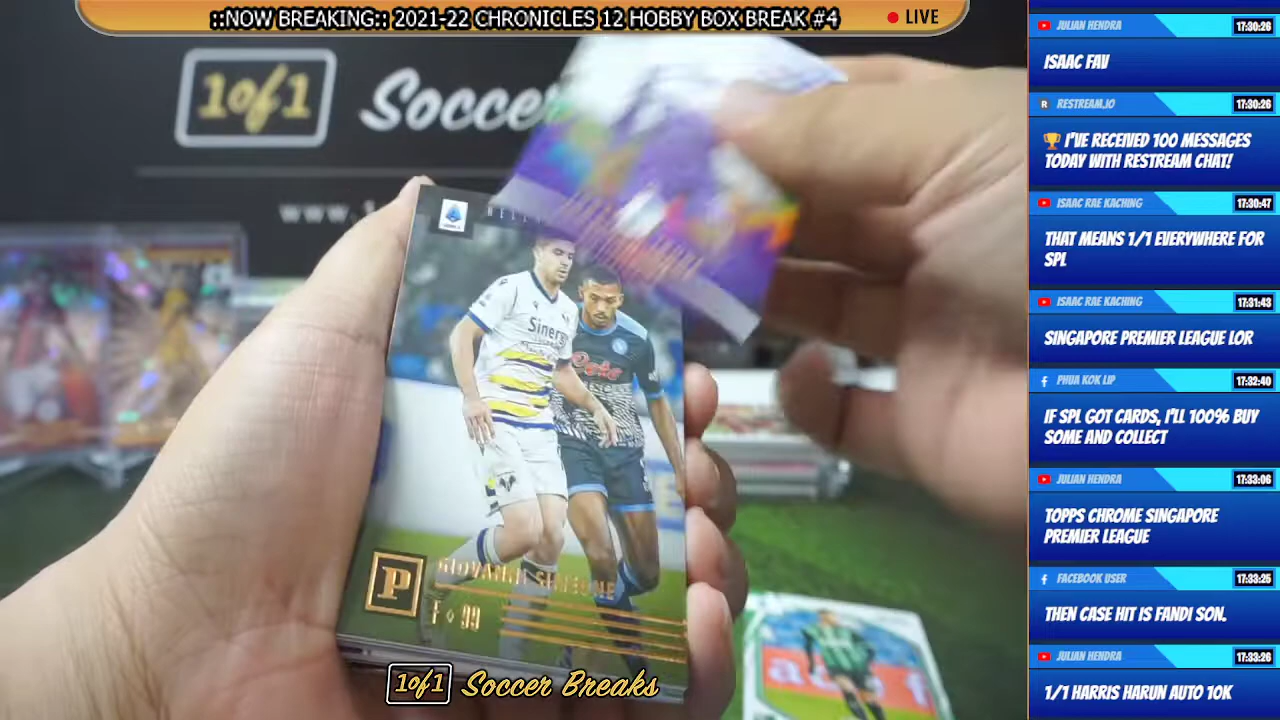 ::NOW BREAKING:: 2021-22 CHRONICLES 12 HOBBY BOX BREAK #4
LIVE
1of1 Soccer
www.
P
GIOVANNI SIMEONE
F 99
1of1 Soccer Breaks
JULIAN HENDRA 17:30:26
ISAAC FAV
R RESTREAM.IO 17:30:26
🏆 I'VE RECEIVED 100 MESSAGES
TODAY WITH RESTREAM CHAT!
ISAAC RAE KACHING 17:30:47
THAT MEANS 1/1 EVERYWHERE FOR
SPL
ISAAC RAE KACHING 17:31:43
SINGAPORE PREMIER LEAGUE LOR
f PHUA KOK LIP 17:32:40
IF SPL GOT CARDS, I'LL 100% BUY
SOME AND COLLECT
JULIAN HENDRA 17:33:06
TOPPS CHROME SINGAPORE
PREMIER LEAGUE
f FACEBOOK USER 17:33:25
THEN CASE HIT IS FANDI SON.
JULIAN HENDRA 17:33:26
1/1 HARRIS HARUN AUTO 10K